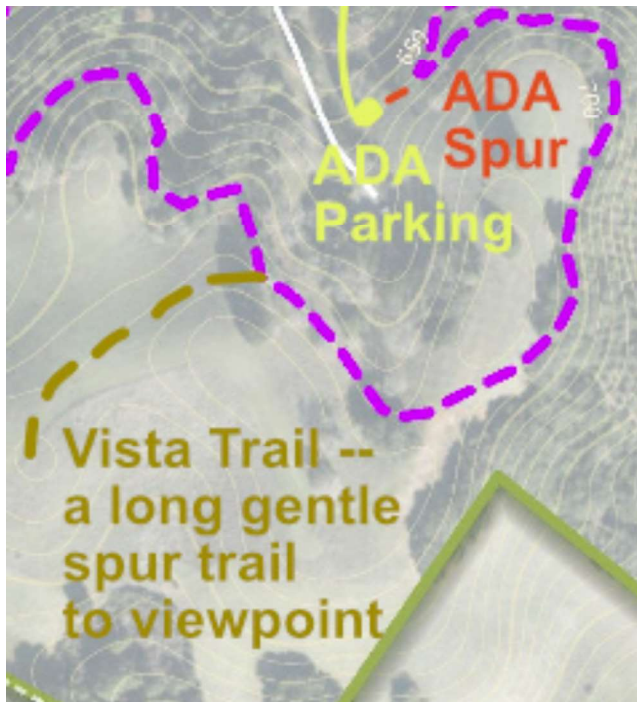 ADA
Spur
ADA
Parking
Vista Trail --
a long gentle
spur trail
to viewpoint